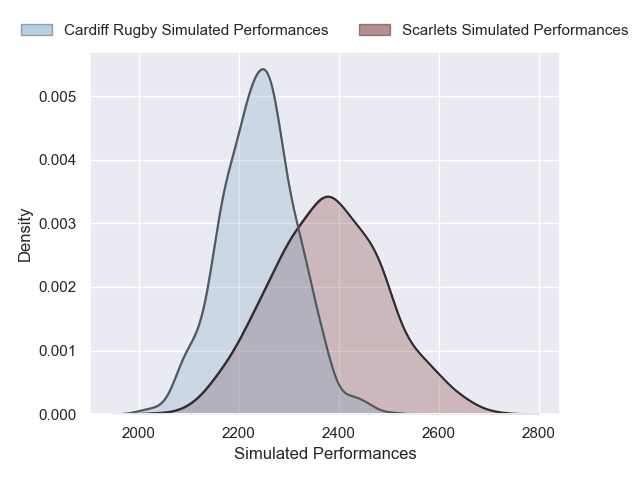 Cardiff Rugby Simulated Performances Scarlets Simulated Performances
0.005
0.004
0.003
0.002
0.001
0.000
Density
2000 2200 2400 2600 2800
Simulated Performances